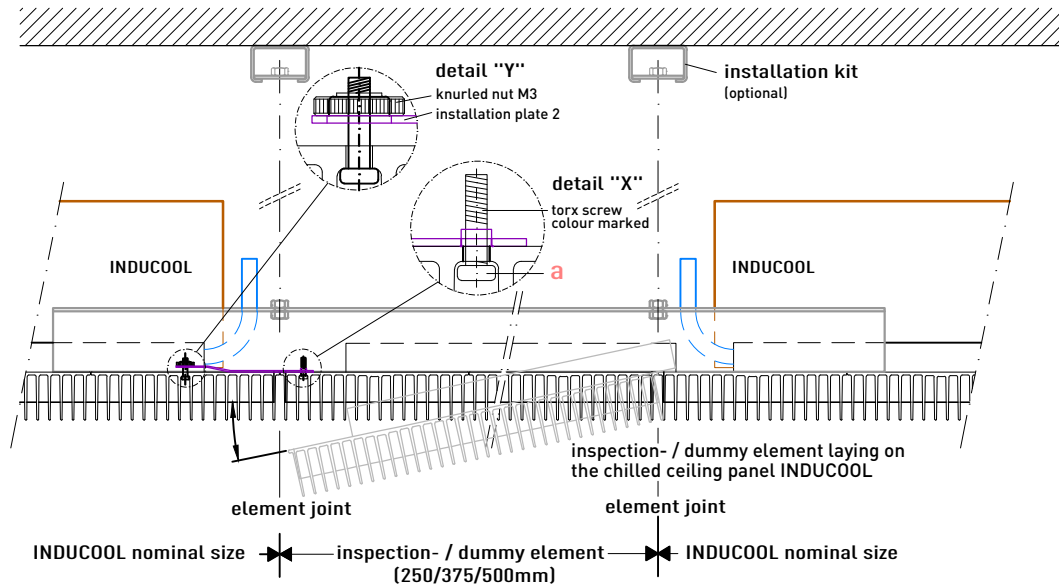 detail "Y"
knurled nut M3
installation plate 2
installation kit
(optional)
detail "X"
torx screw
colour marked
a
INDUCOOL
INDUCOOL
inspection- / dummy element laying on
the chilled ceiling panel INDUCOOL
element joint
element joint
INDUCOOL nominal size
inspection- / dummy element
(250/375/500mm)
INDUCOOL nominal size